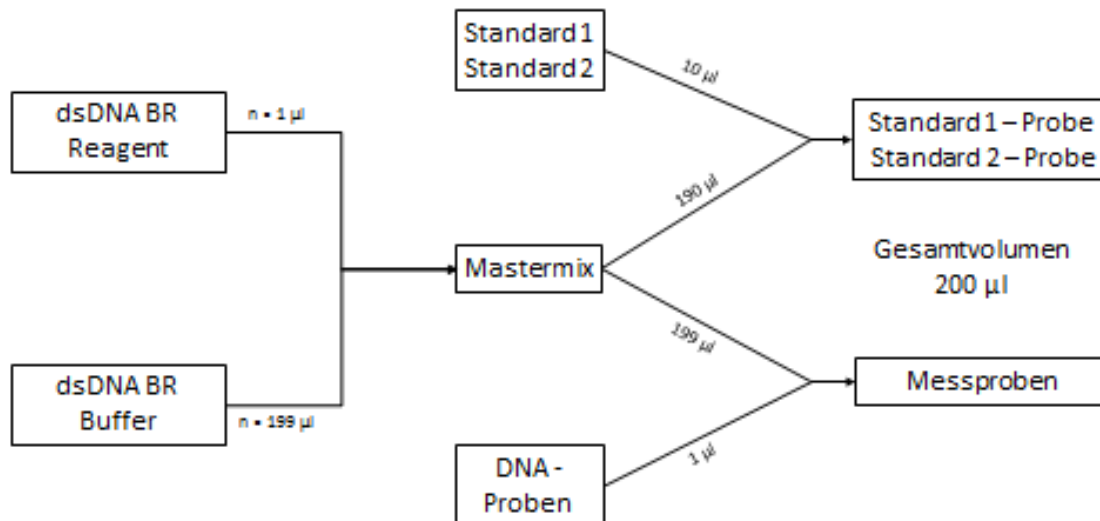 Standard 1
Standard 2
10 µl
dsDNA BR
Reagent
n • 1 µl
Standard 1 – Probe
Standard 2 – Probe
190 µl
Mastermix
Gesamtvolumen
200 µl
199 µl
dsDNA BR
Buffer
n • 199 µl
Messproben
1 µl
DNA -
Proben